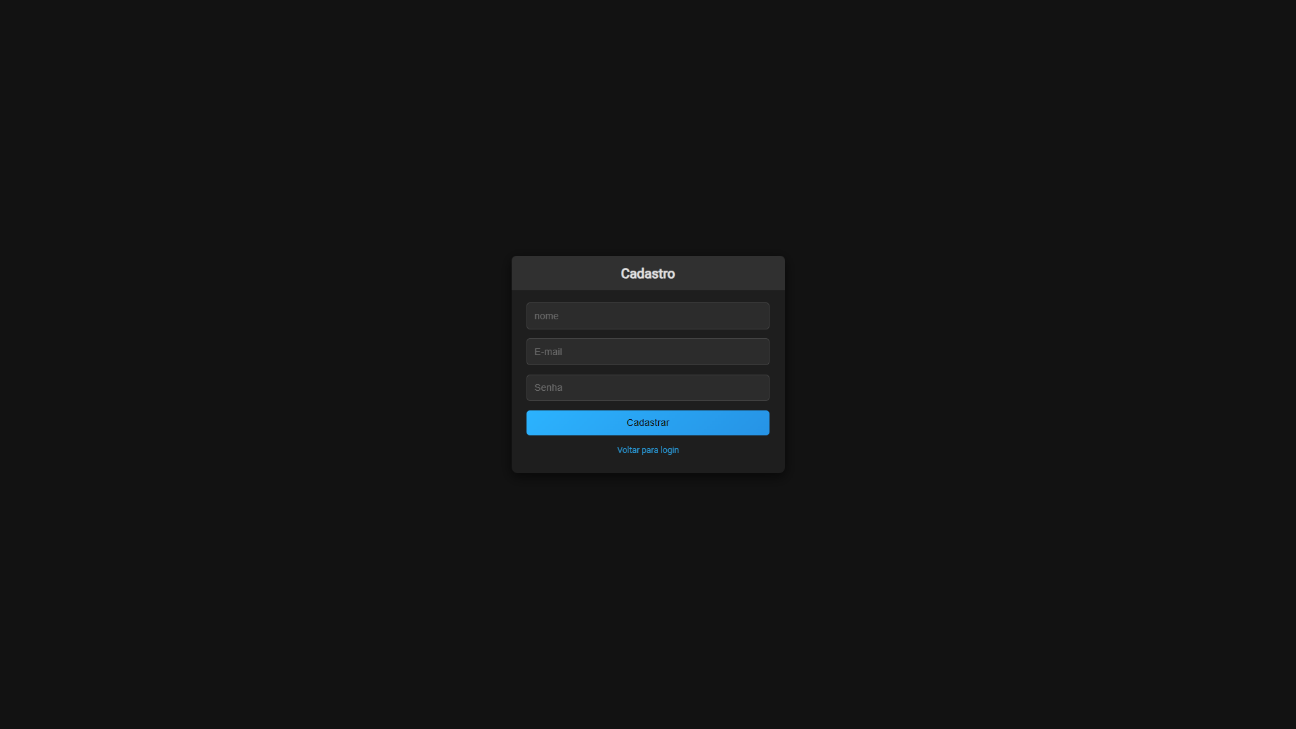 Cadastro
nome
E-mail
Senha
Cadastrar
Voltar para login